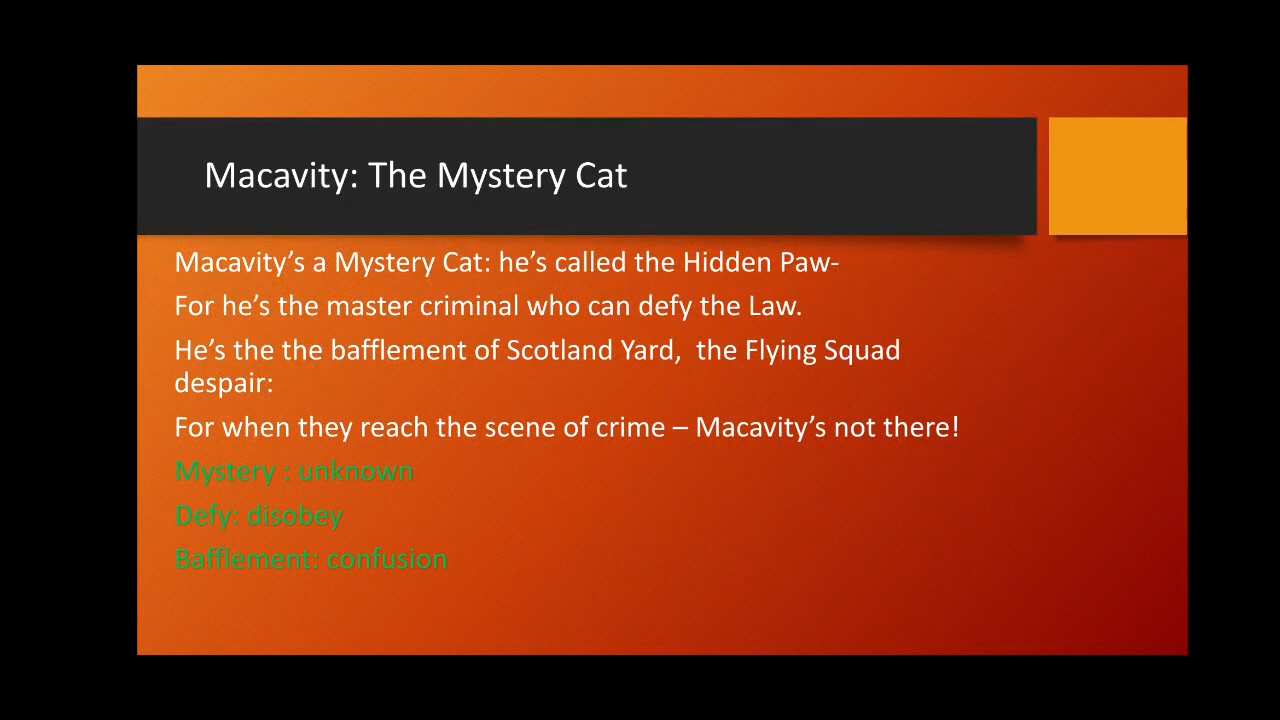 Macavity: The Mystery Cat
Macavity’s a Mystery Cat: he’s called the Hidden Paw-
For he’s the master criminal who can defy the Law.
He’s the the bafflement of Scotland Yard,  the Flying Squad
despair:
For when they reach the scene of crime – Macavity’s not there!
Mystery : unknown
Defy: disobey
Bafflement: confusion